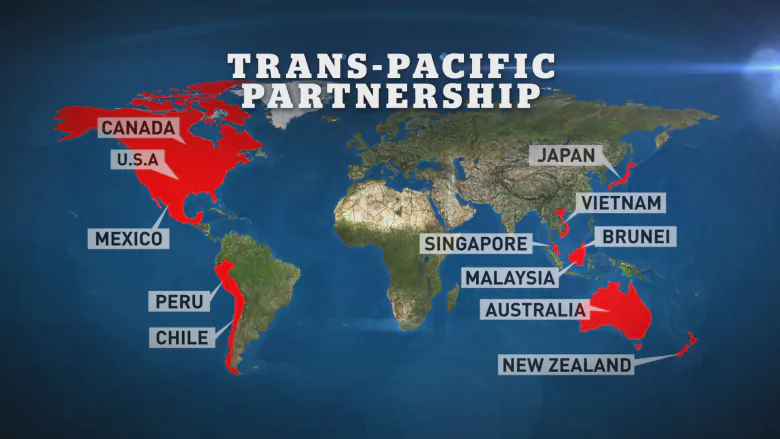 TRANS-PACIFIC
PARTNERSHIP
CANADA
U.S.A
MEXICO
PERU
CHILE
JAPAN
VIETNAM
SINGAPORE
BRUNEI
MALAYSIA
AUSTRALIA
NEW ZEALAND